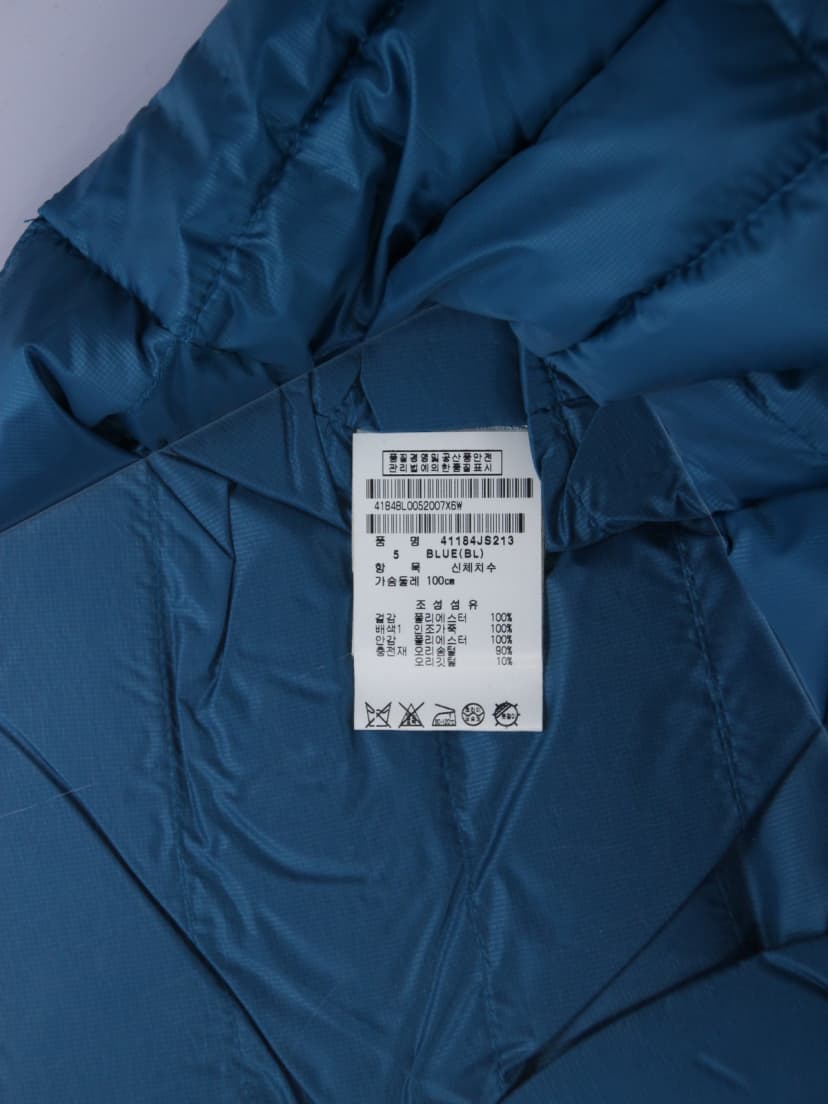 품질경영및공산품안전
관리법에의한품질표시
4184BL0052007X6W
품 명 41184JS213
5 BLUE(BL)
항 목 신체치수
가슴둘레 100cm
조성섬유
겉감 폴리에스터 100%
배색1 인조가죽 100%
안감 폴리에스터 100%
충전재 오리솜털 90%
오리깃털 10%